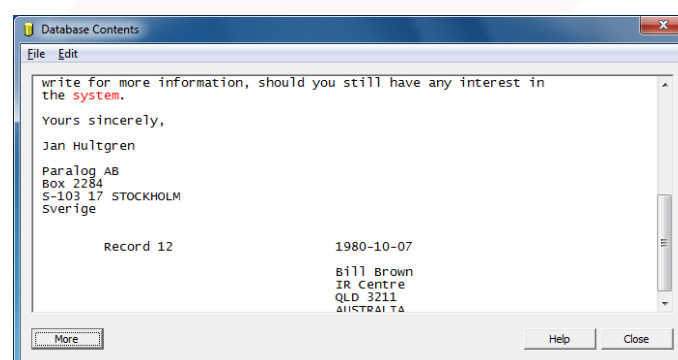 Database Contents
File Edit
write for more information, should you still have any interest in
the system.
Yours sincerely,
Jan Hultgren
Paralog AB
Box 2284
S-103 17 STOCKHOLM
Sverige
Record 12 1980-10-07
Bill Brown
IR Centre
QLD 3211
AUSTRALIA
More Help Close